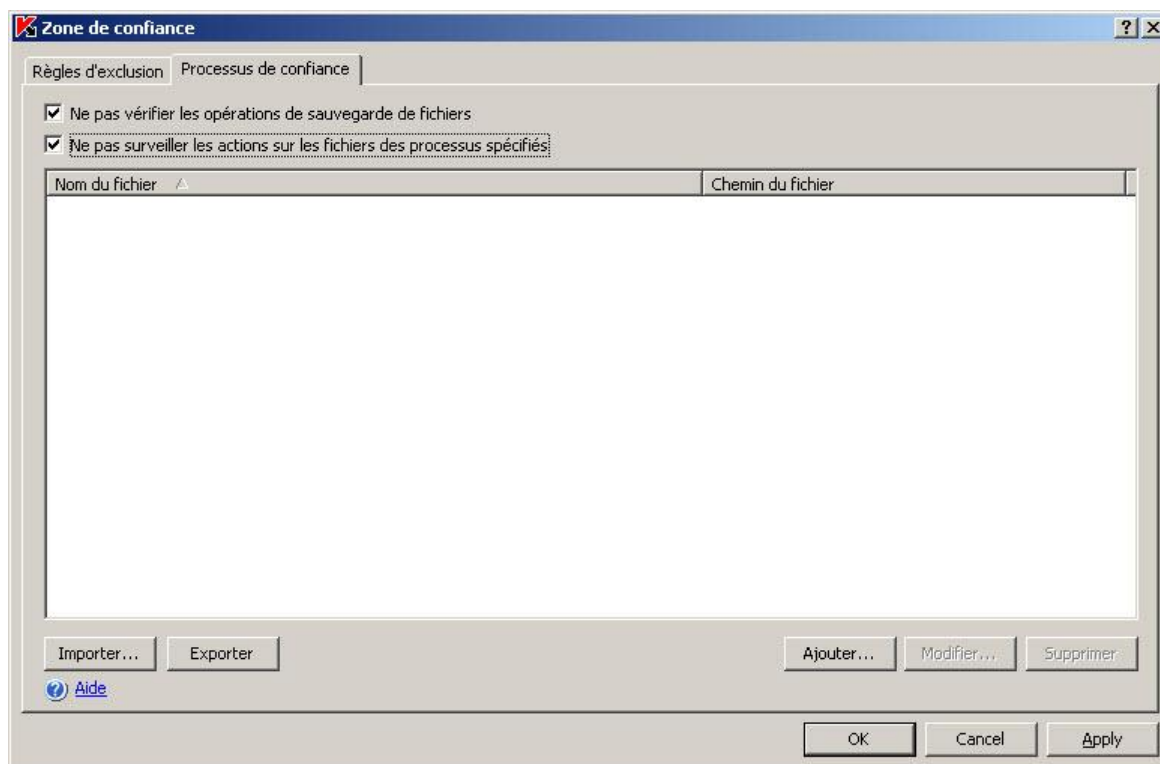 Zone de confiance
Règles d'exclusion Processus de confiance
Ne pas vérifier les opérations de sauvegarde de fichiers
Ne pas surveiller les actions sur les fichiers des processus spécifiés
Nom du fichier Chemin du fichier
Importer... Exporter Ajouter... Modifier... Supprimer
Aide
OK Cancel Apply